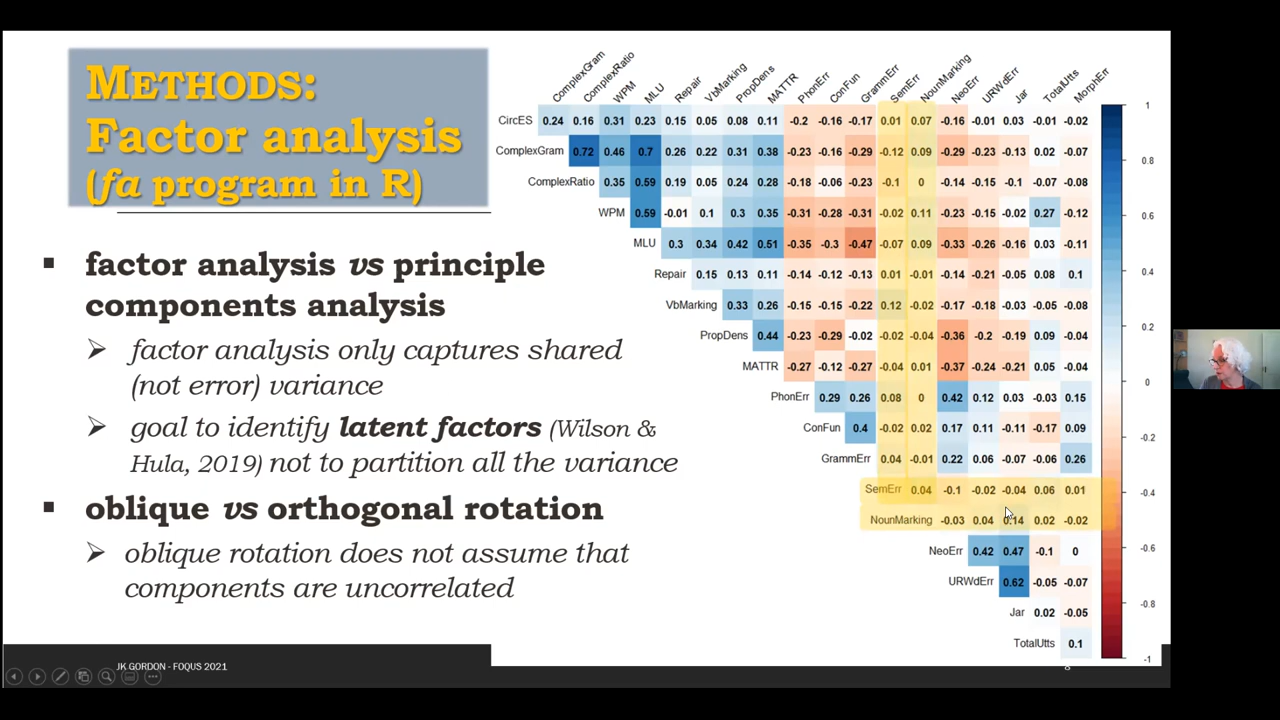 METHODS:
Factor analysis
(fa program in R)
▪ factor analysis vs principle
components analysis
➢ factor analysis only captures shared
(not error) variance
➢ goal to identify latent factors (Wilson &
Hula, 2019) not to partition all the variance
▪ oblique vs orthogonal rotation
➢ oblique rotation does not assume that
components are uncorrelated
JK GORDON - FOQUS 2021
ComplexGram ComplexRatio WPM MLU Repair VbMarking PropDens MATTR PhonErr ConFun GrammErr SemErr NounMarking NeoErr URWdErr Jar TotalUtts MorphErr
CircES 0.24 0.16 0.31 0.23 0.15 0.05 0.08 0.11 -0.2 -0.16 -0.17 0.01 0.07 -0.16 -0.01 0.03 -0.01 -0.02
ComplexGram 0.72 0.46 0.7 0.26 0.22 0.31 0.38 -0.23 -0.16 -0.29 -0.12 0.09 -0.29 -0.23 -0.13 0.02 -0.07
ComplexRatio 0.35 0.59 0.19 0.05 0.24 0.28 -0.18 -0.06 -0.23 -0.1 0 -0.14 -0.15 -0.1 -0.07 -0.08
WPM 0.59 -0.01 0.1 0.3 0.35 -0.31 -0.28 -0.31 -0.02 0.11 -0.23 -0.15 -0.02 0.27 -0.12
MLU 0.3 0.34 0.42 0.51 -0.35 -0.3 -0.47 -0.07 0.09 -0.33 -0.26 -0.16 0.03 -0.11
Repair 0.15 0.13 0.11 -0.14 -0.12 -0.13 0.01 -0.01 -0.14 -0.21 -0.05 0.08 0.1
VbMarking 0.33 0.26 -0.15 -0.15 -0.22 0.12 -0.02 -0.17 -0.18 -0.03 -0.05 -0.08
PropDens 0.44 -0.23 -0.29 -0.02 -0.02 -0.04 -0.36 -0.2 -0.19 0.09 -0.04
MATTR -0.27 -0.12 -0.27 -0.04 0.01 -0.37 -0.24 -0.21 0.05 -0.04
PhonErr 0.29 0.26 0.08 0 0.42 0.12 0.03 -0.03 0.15
ConFun 0.4 -0.02 0.02 0.17 0.11 -0.11 -0.17 0.09
GrammErr 0.04 -0.01 0.22 0.06 -0.07 -0.06 0.26
SemErr 0.04 -0.1 -0.02 -0.04 0.06 0.01
NounMarking -0.03 0.04 0.14 0.02 -0.02
NeoErr 0.42 0.47 -0.1 0
URWdErr 0.62 -0.05 -0.07
Jar 0.02 -0.05
TotalUtts 0.1
1
0.8
0.6
0.4
0.2
0
-0.2
-0.4
-0.6
-0.8
-1